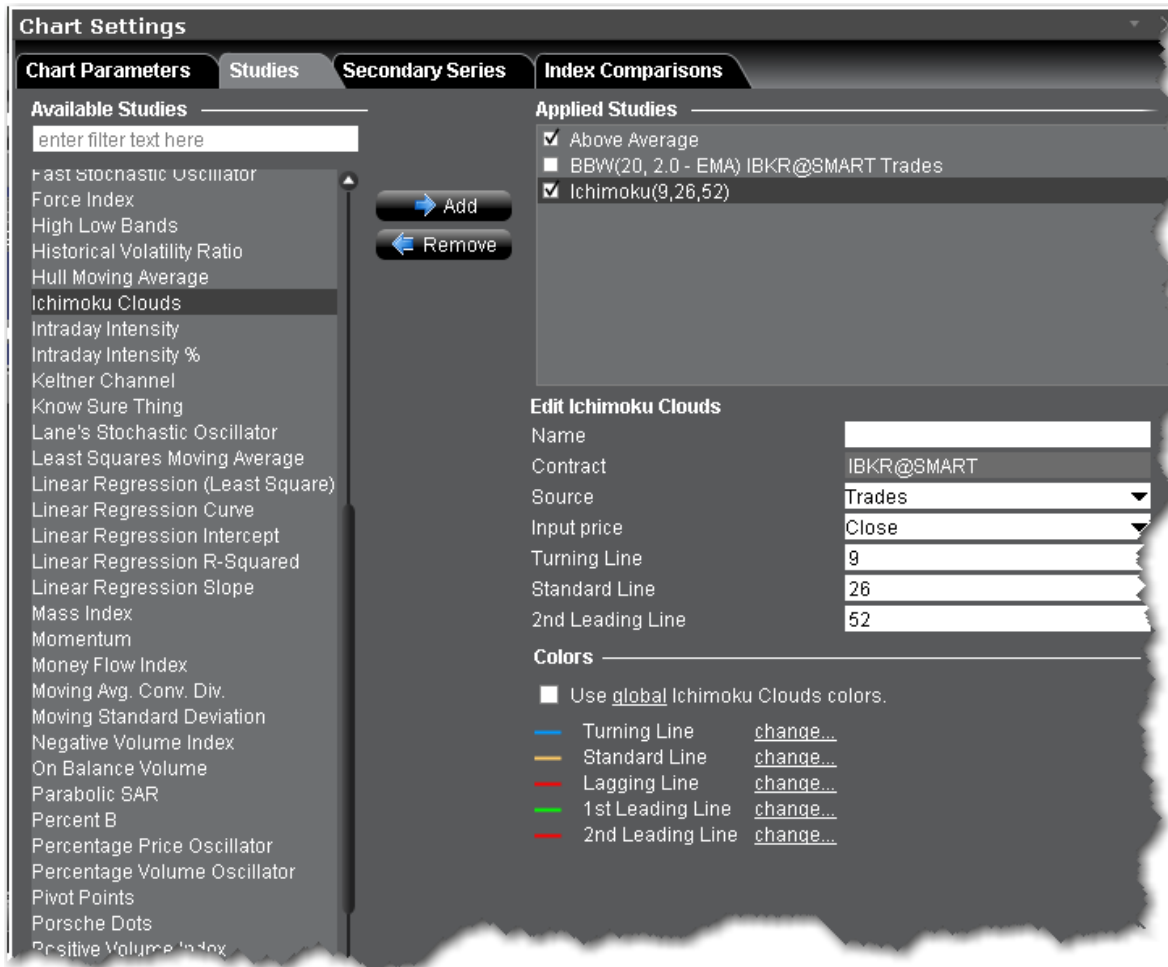 Chart Settings
Chart Parameters
Studies
Secondary Series
Index Comparisons
Available Studies
enter filter text here
Fast Stochastic Oscillator
Force Index
High Low Bands
Historical Volatility Ratio
Hull Moving Average
Ichimoku Clouds
Intraday Intensity
Intraday Intensity %
Keltner Channel
Know Sure Thing
Lane's Stochastic Oscillator
Least Squares Moving Average
Linear Regression (Least Square)
Linear Regression Curve
Linear Regression Intercept
Linear Regression R-Squared
Linear Regression Slope
Mass Index
Momentum
Money Flow Index
Moving Avg. Conv. Div.
Moving Standard Deviation
Negative Volume Index
On Balance Volume
Parabolic SAR
Percent B
Percentage Price Oscillator
Percentage Volume Oscillator
Pivot Points
Porsche Dots
Positive Volume Index
Add
Remove
Applied Studies
Above Average
BBW(20, 2.0 - EMA) IBKR@SMART Trades
Ichimoku(9,26,52)
Edit Ichimoku Clouds
Name
Contract IBKR@SMART
Source Trades
Input price Close
Turning Line 9
Standard Line 26
2nd Leading Line 52
Colors
Use global Ichimoku Clouds colors.
Turning Line change...
Standard Line change...
Lagging Line change...
1st Leading Line change...
2nd Leading Line change...